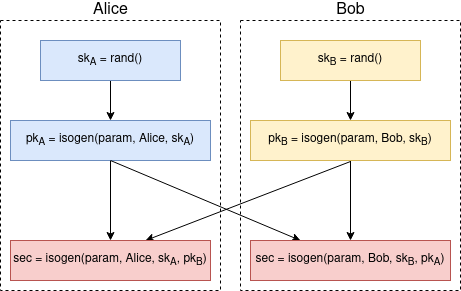 Alice
Bob
sk_A = rand()
sk_B = rand()
pk_A = isogen(param, Alice, sk_A)
pk_B = isogen(param, Bob, sk_B)
sec = isogen(param, Alice, sk_A, pk_B)
sec = isogen(param, Bob, sk_B, pk_A)